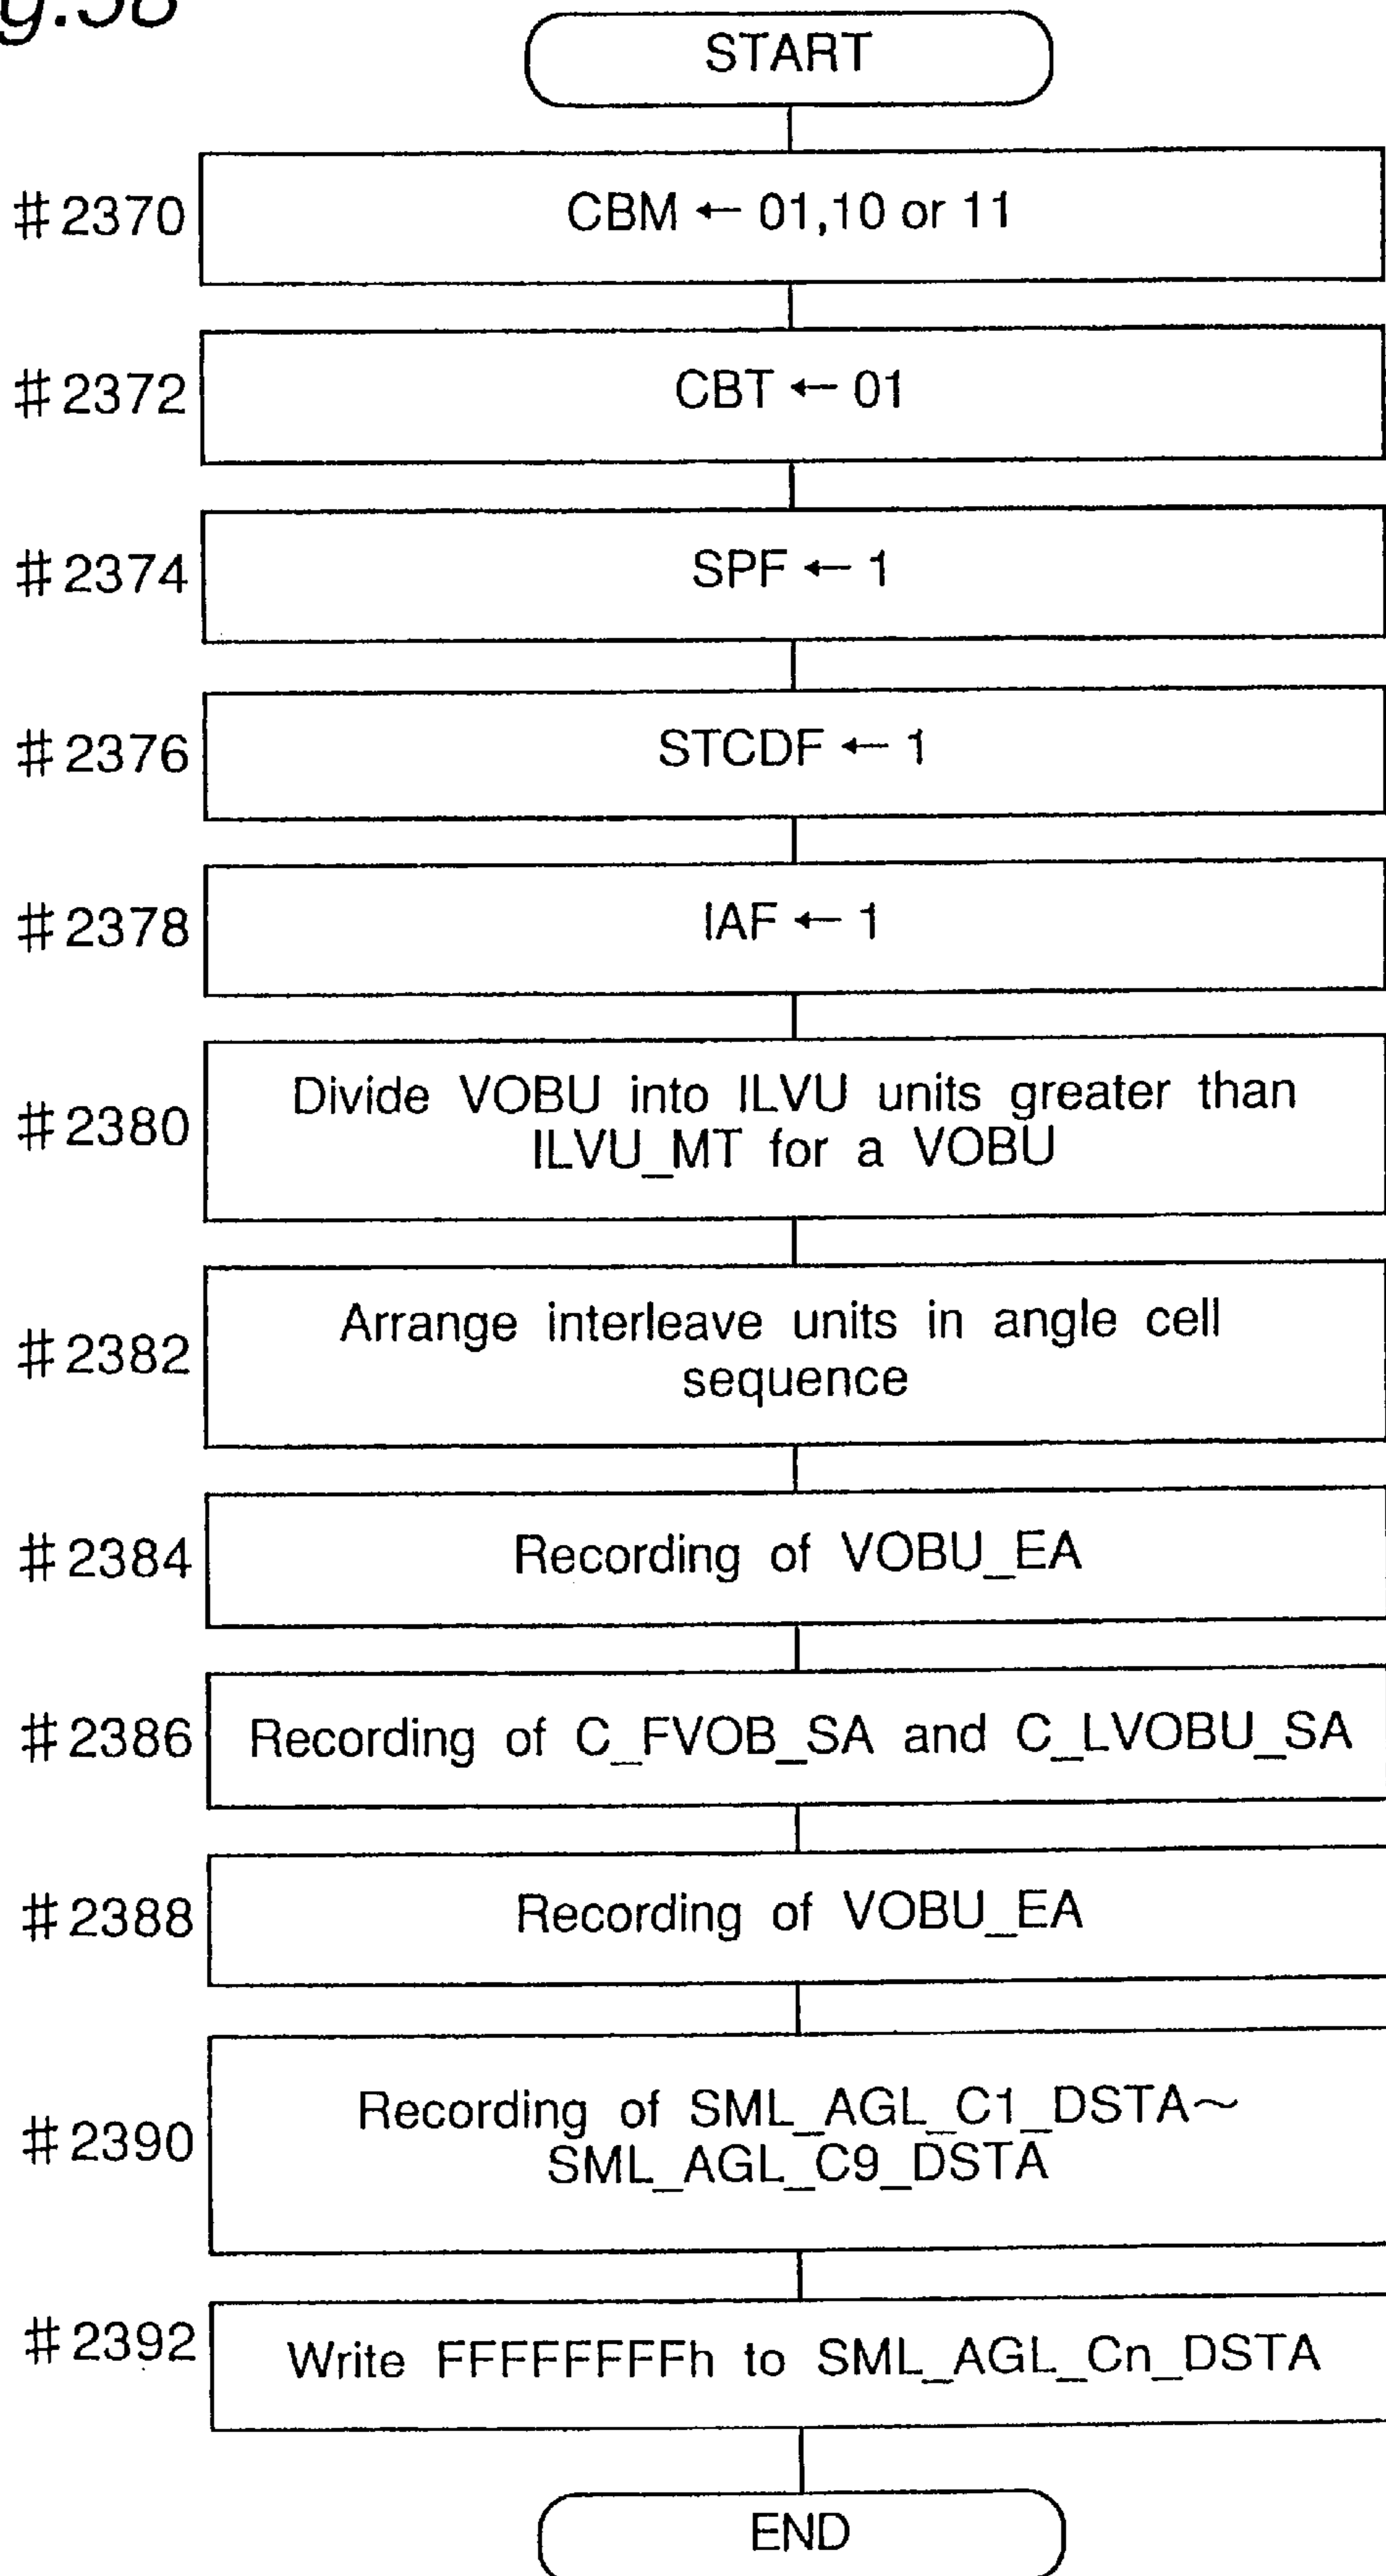 g.58
START
#2370
CBM ← 01,10 or 11
#2372
CBT ← 01
#2374
SPF ← 1
#2376
STCDF ← 1
#2378
IAF ← 1
#2380
Divide VOBU into ILVU units greater than
ILVU_MT for a VOBU
#2382
Arrange interleave units in angle cell
sequence
#2384
Recording of VOBU_EA
#2386
Recording of C_FVOB_SA and C_LVOBU_SA
#2388
Recording of VOBU_EA
#2390
Recording of SML_AGL_C1_DSTA~
SML_AGL_C9_DSTA
#2392
Write FFFFFFFFh to SML_AGL_Cn_DSTA
END